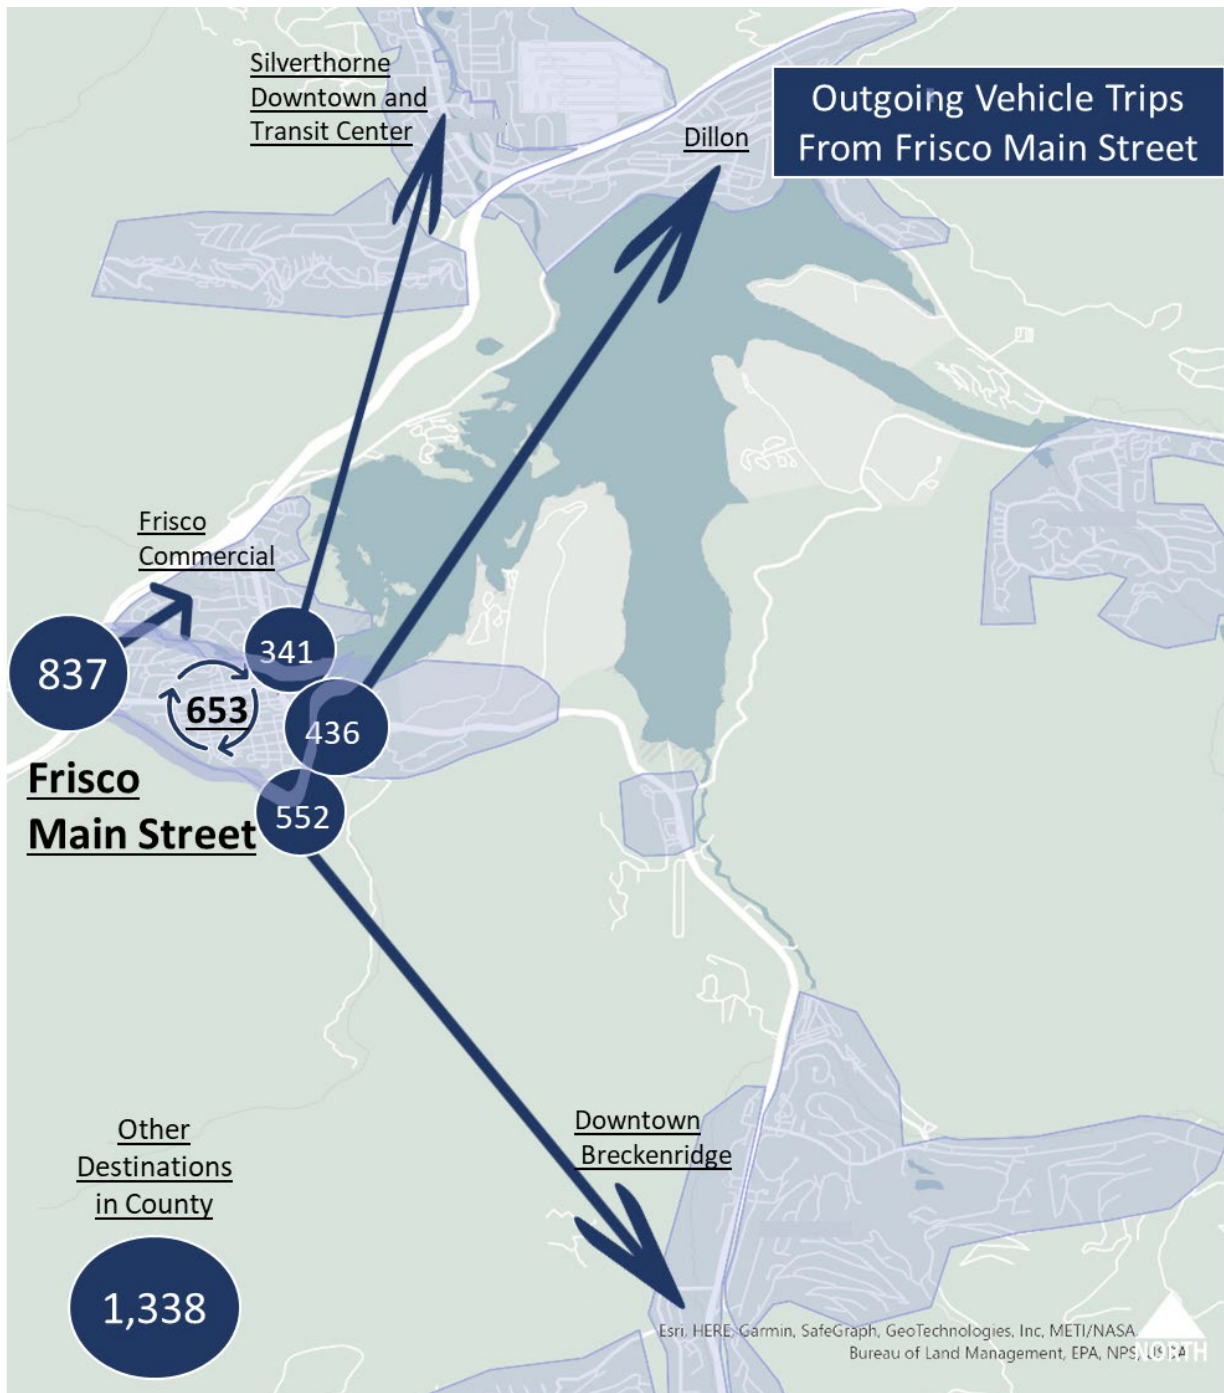 Silverthorne
Downtown and
Transit Center
Dillon
Outgoing Vehicle Trips
From Frisco Main Street
Frisco
Commercial
837
341
653
436
552
Frisco
Main Street
Downtown
Breckenridge
Other
Destinations
in County
1,338
Esri, HERE, Garmin, SafeGraph, GeoTechnologies, Inc, METI/NASA,
Bureau of Land Management, EPA, NPS, USDA
NORTH